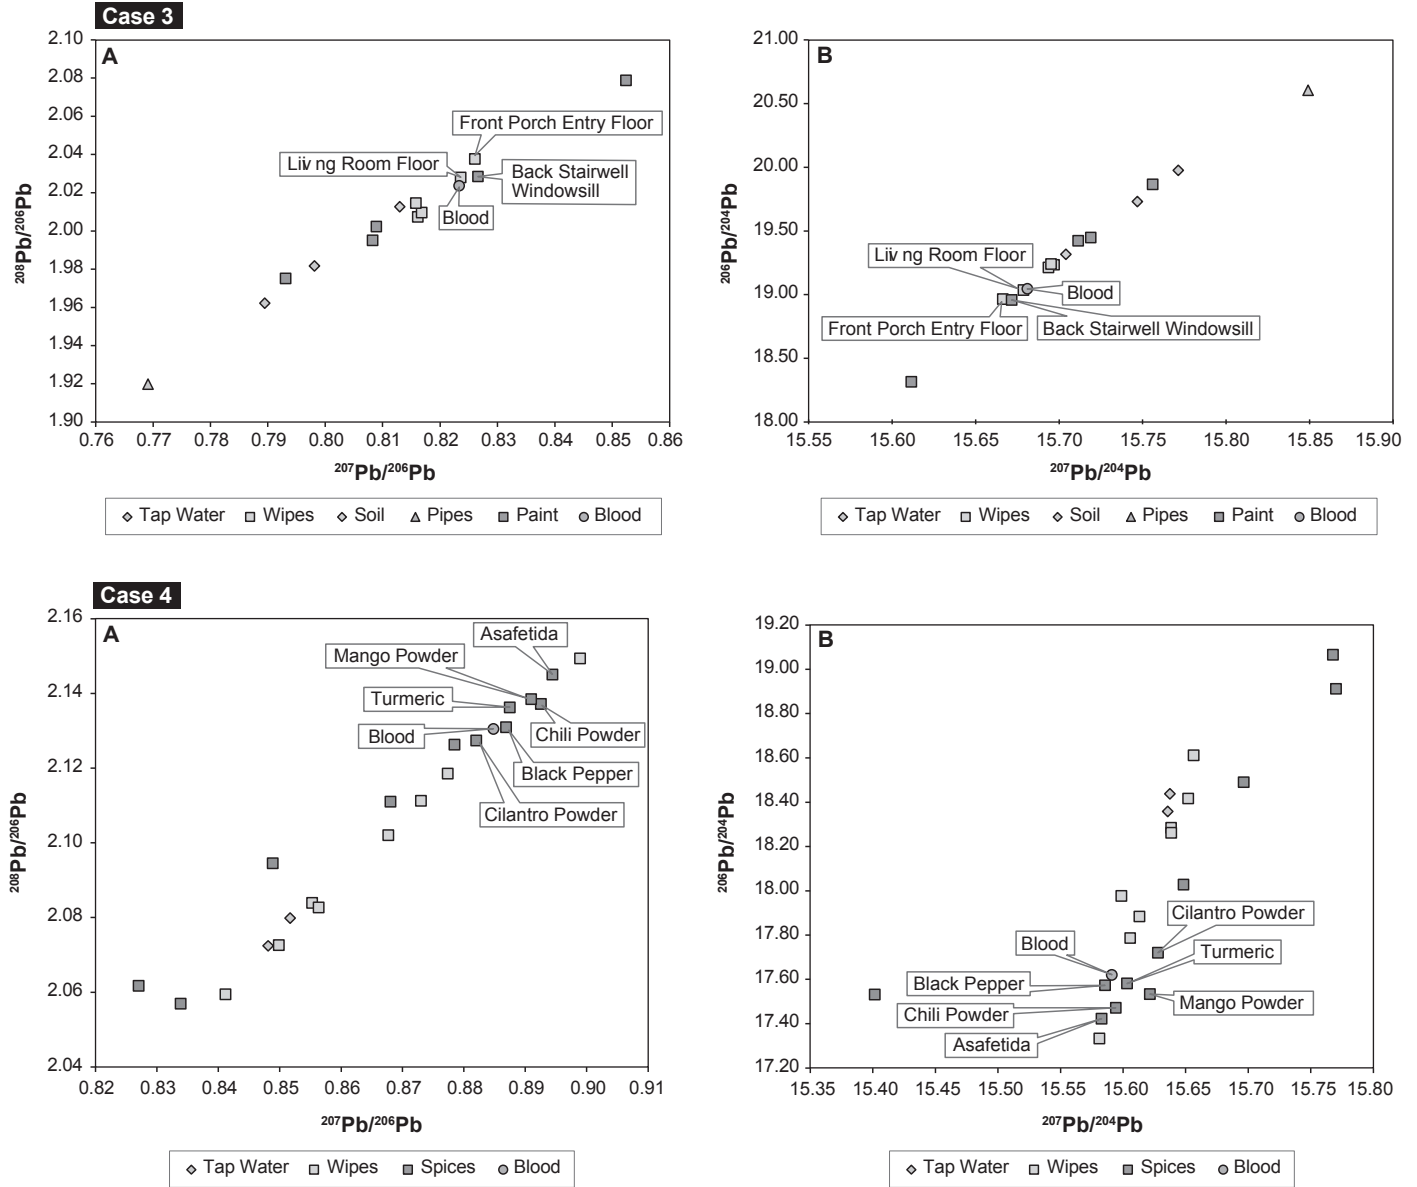 Case 3
A
2.10
2.08
2.06
2.04
2.02
2.00
1.98
1.96
1.94
1.92
1.90
²⁰⁸Pb/²⁰⁶Pb
Front Porch Entry Floor
Living Room Floor
Back Stairwell
Windowsill
Blood
0.76 0.77 0.78 0.79 0.80 0.81 0.82 0.83 0.84 0.85 0.86
²⁰⁷Pb/²⁰⁶Pb
Tap Water Wipes Soil Pipes Paint Blood
B
21.00
20.50
20.00
19.50
19.00
18.50
18.00
²⁰⁶Pb/²⁰⁴Pb
Living Room Floor
Blood
Front Porch Entry Floor
Back Stairwell Windowsill
15.55 15.60 15.65 15.70 15.75 15.80 15.85 15.90
²⁰⁷Pb/²⁰⁴Pb
Tap Water Wipes Soil Pipes Paint Blood
Case 4
A
2.16
2.14
2.12
2.10
2.08
2.06
2.04
²⁰⁸Pb/²⁰⁶Pb
Asafetida
Mango Powder
Turmeric
Blood
Chili Powder
Black Pepper
Cilantro Powder
0.82 0.83 0.84 0.85 0.86 0.87 0.88 0.89 0.90 0.91
²⁰⁷Pb/²⁰⁶Pb
Tap Water Wipes Spices Blood
B
19.20
19.00
18.80
18.60
18.40
18.20
18.00
17.80
17.60
17.40
17.20
²⁰⁶Pb/²⁰⁴Pb
Cilantro Powder
Blood
Turmeric
Black Pepper
Mango Powder
Chili Powder
Asafetida
15.35 15.40 15.45 15.50 15.55 15.60 15.65 15.70 15.75 15.80
²⁰⁷Pb/²⁰⁴Pb
Tap Water Wipes Spices Blood